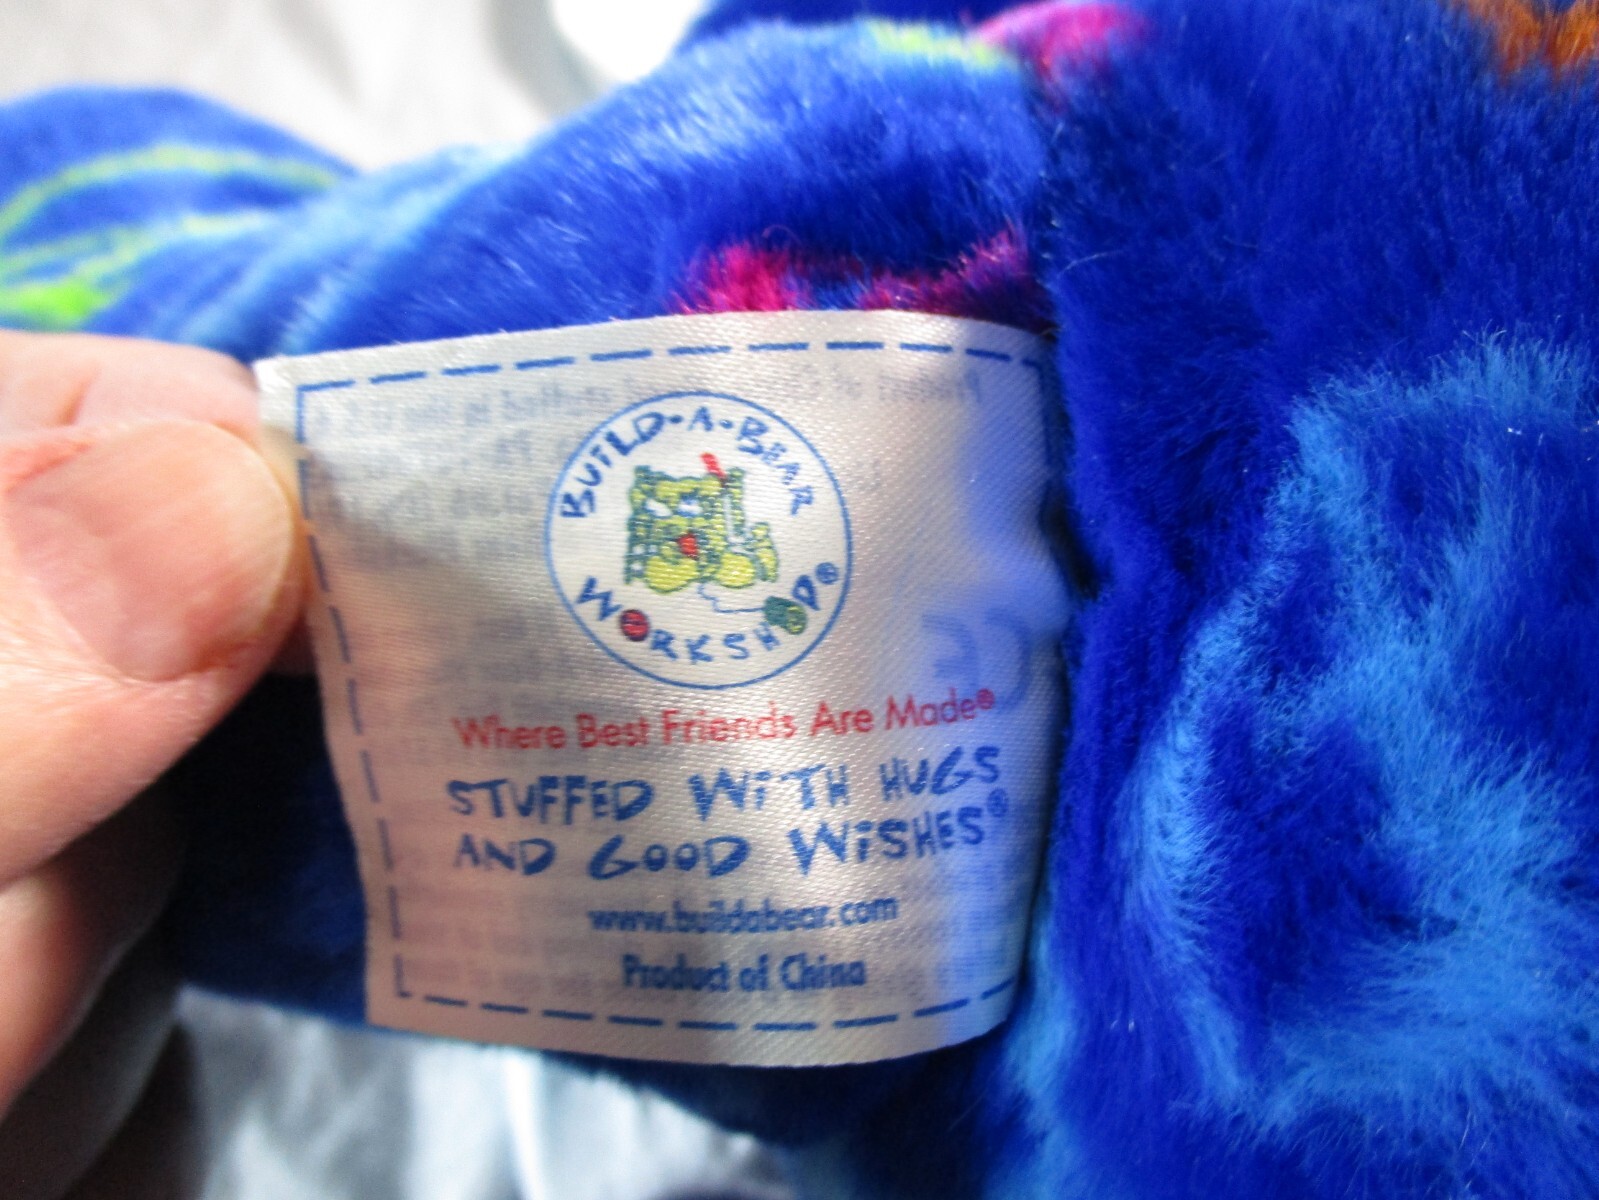 BUiLD•A•BEAR
WORKSHOP®
Where Best Friends Are Made®
STUFFED WiTH HUGS
AND GOOD WiSHES®
www.buildabear.com
Product of China